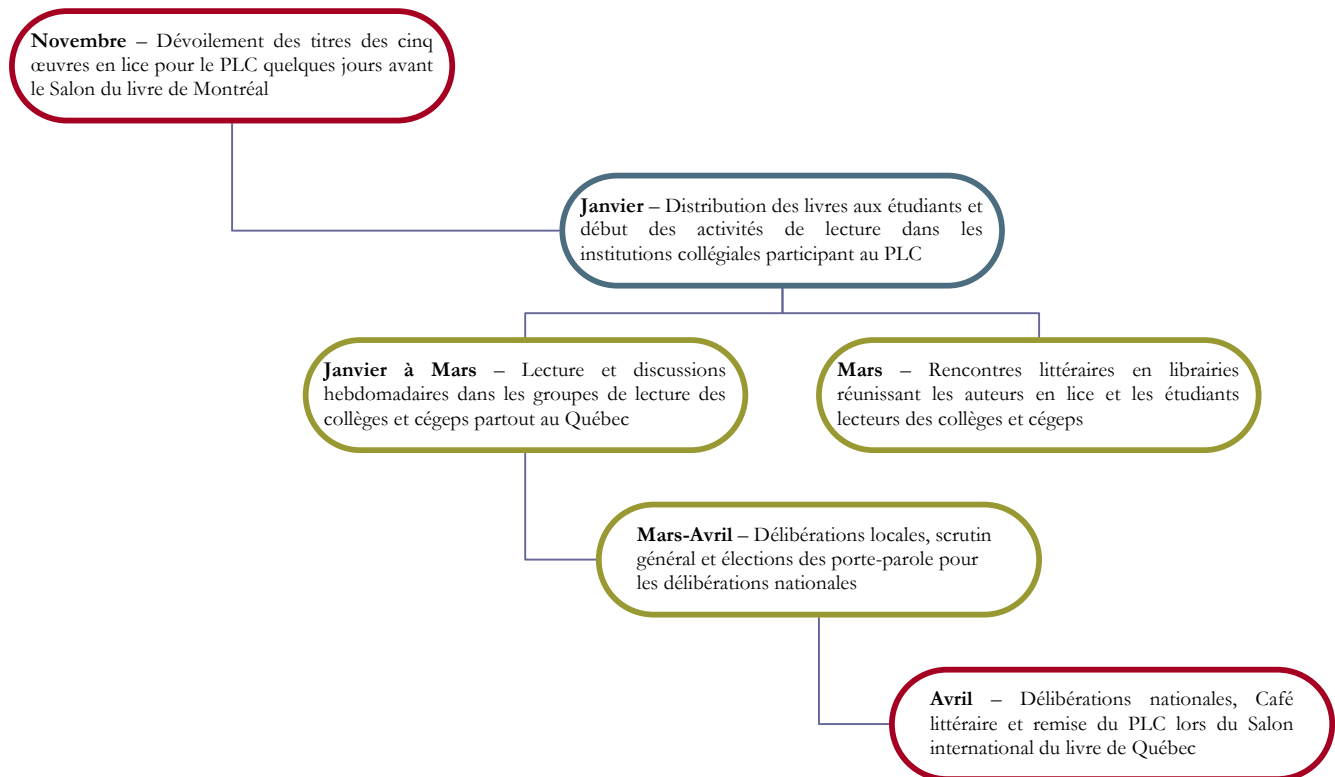 Novembre – Dévoilement des titres des cinq
œuvres en lice pour le PLC quelques jours avant
le Salon du livre de Montréal
Janvier – Distribution des livres aux étudiants et
début des activités de lecture dans les
institutions collégiales participant au PLC
Janvier à Mars – Lecture et discussions
hebdomadaires dans les groupes de lecture des
collèges et cégeps partout au Québec
Mars – Rencontres littéraires en librairies
réunissant les auteurs en lice et les étudiants
lecteurs des collèges et cégeps
Mars-Avril – Délibérations locales, scrutin
général et élections des porte-parole pour
les délibérations nationales
Avril – Délibérations nationales, Café
littéraire et remise du PLC lors du Salon
international du livre de Québec